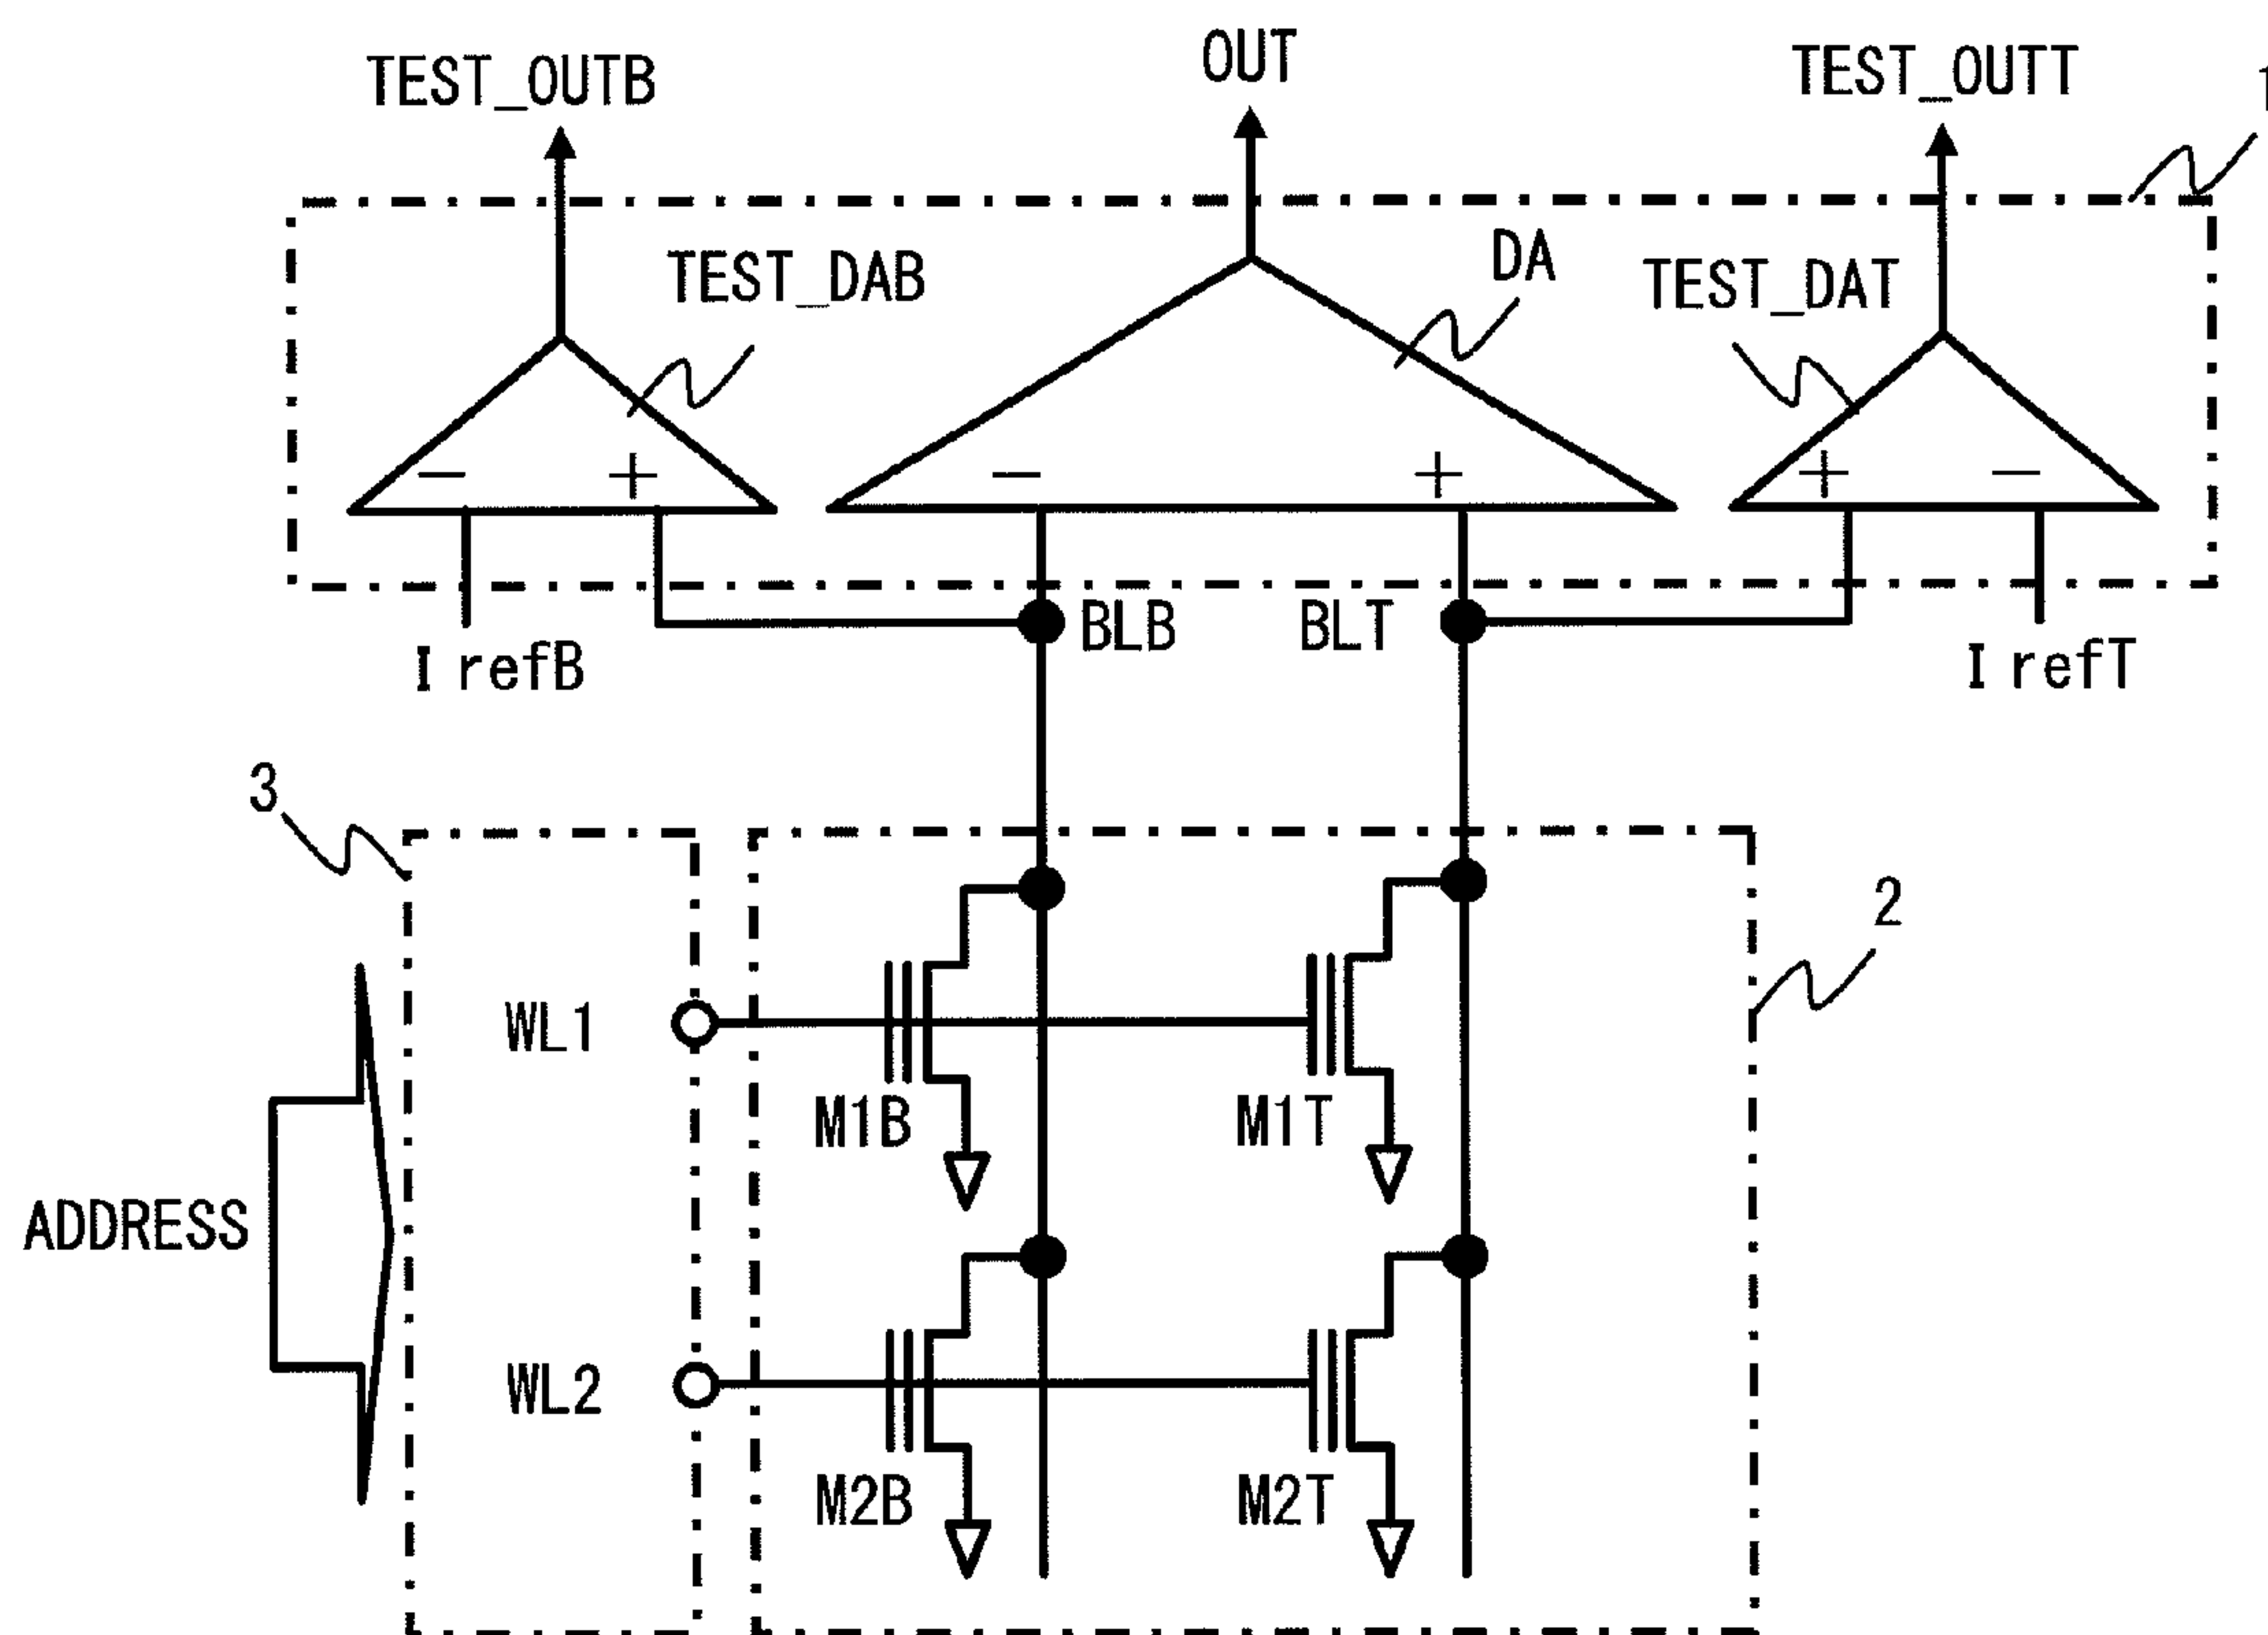 TEST_OUTB
OUT
TEST_OUTT
1
TEST_DAB
DA
TEST_DAT
− +
− +
+ −
BLB
BLT
I refB
I refT
3
2
WL1
M1B
M1T
ADDRESS
WL2
M2B
M2T